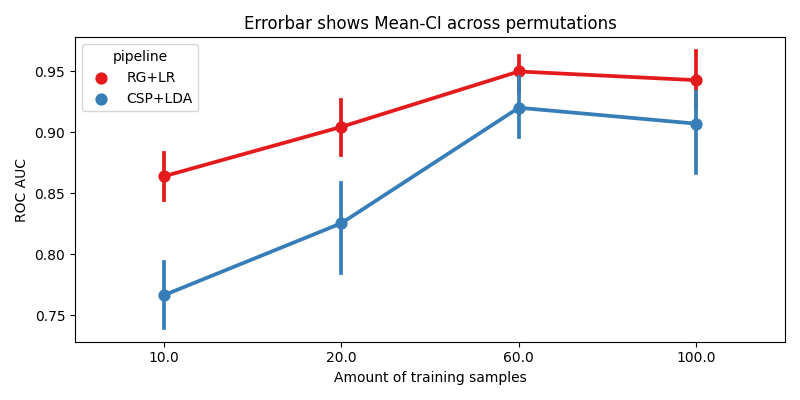 Errorbar shows Mean-CI across permutations
pipeline
RG+LR
CSP+LDA
ROC AUC
0.95
0.90
0.85
0.80
0.75
10.0 20.0 60.0 100.0
Amount of training samples